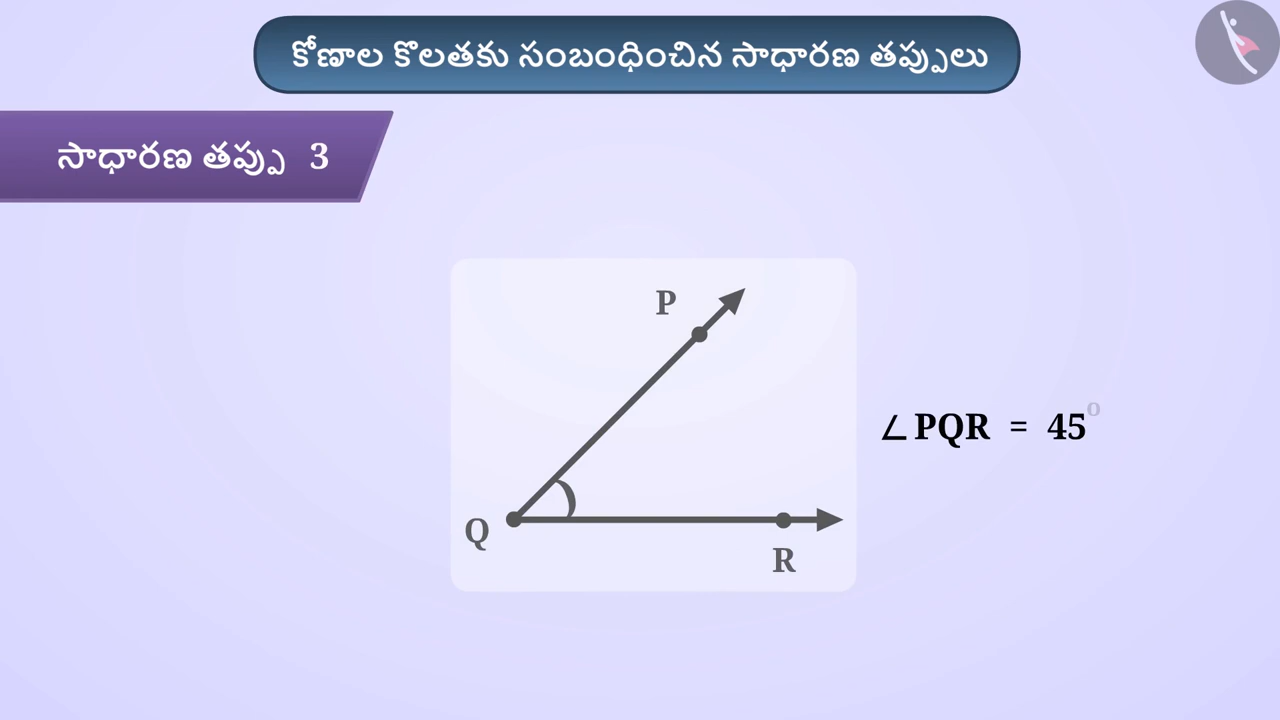 కోణాల కొలతకు సంబంధించిన సాధారణ తప్పులు
సాధారణ తప్పు 3
P
∠PQR = 45°
Q
R